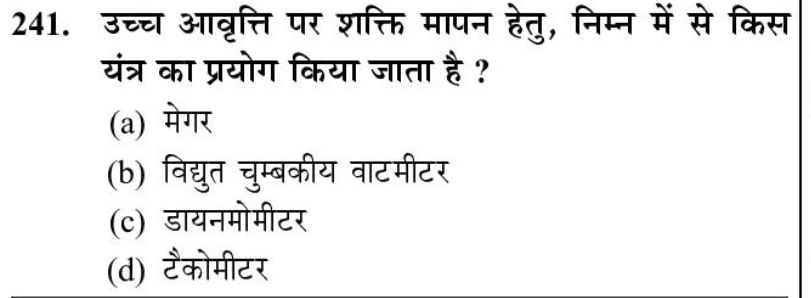 241. उच्च आवृत्ति पर शक्ति मापन हेतु, निम्न में से किस
यंत्र का प्रयोग किया जाता है ?
(a) मेगर
(b) विद्युत चुम्बकीय वाटमीटर
(c) डायनमोमीटर
(d) टैकोमीटर